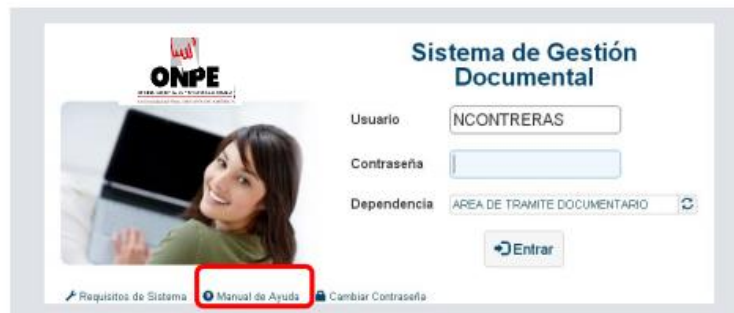 ONPE
Sistema de Gestión
Documental
Usuario NCONTRERAS
Contraseña
Dependencia AREA DE TRAMITE DOCUMENTARIO
Entrar
Requisitos de Sistema Manual de Ayuda Cambiar Contraseña